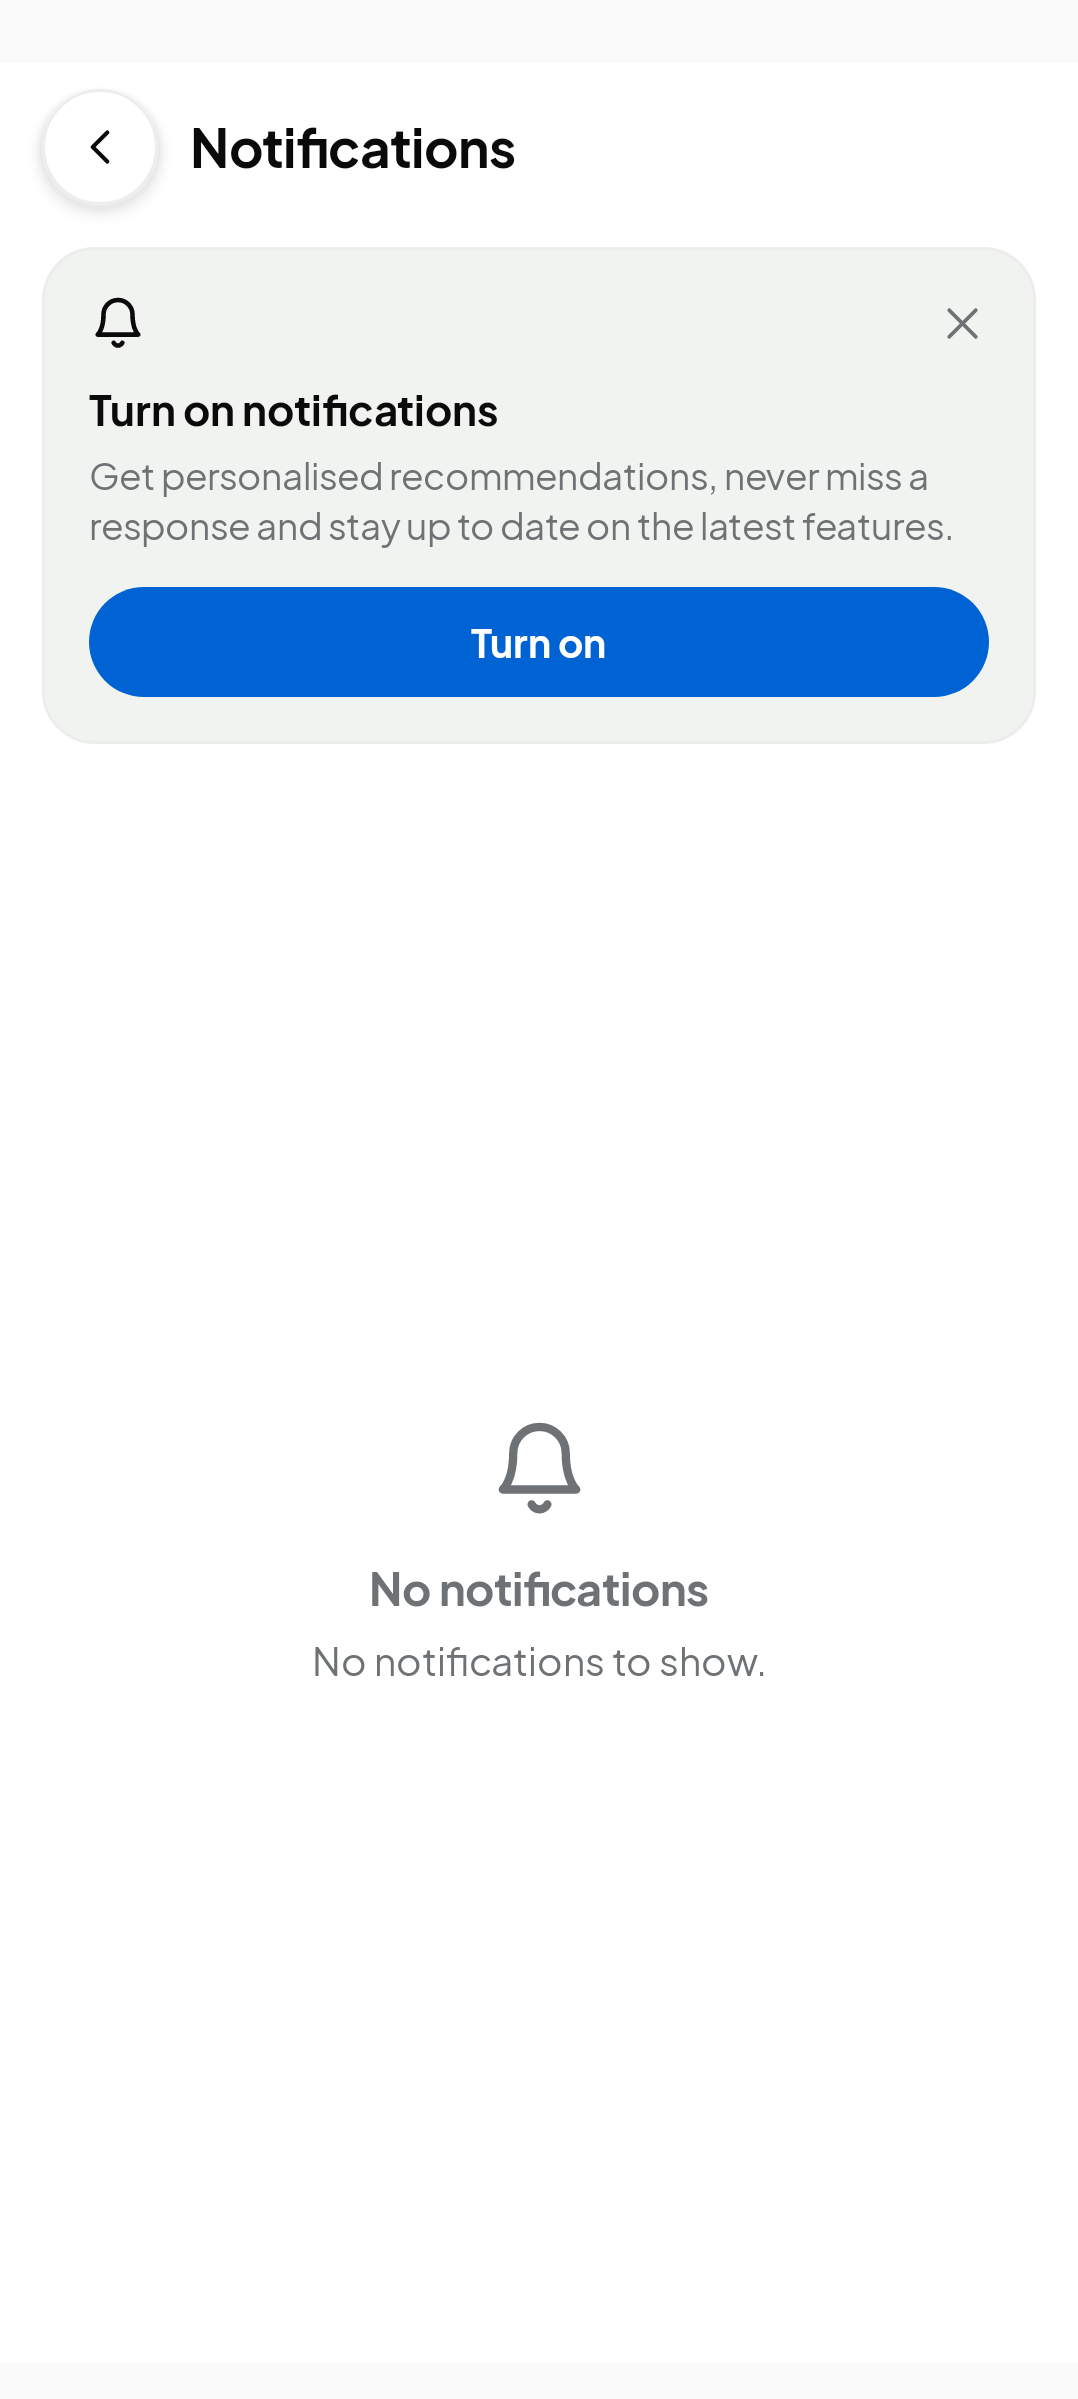 Notifications
Turn on notifications
Get personalised recommendations, never miss a
response and stay up to date on the latest features.
Turn on
No notifications
No notifications to show.